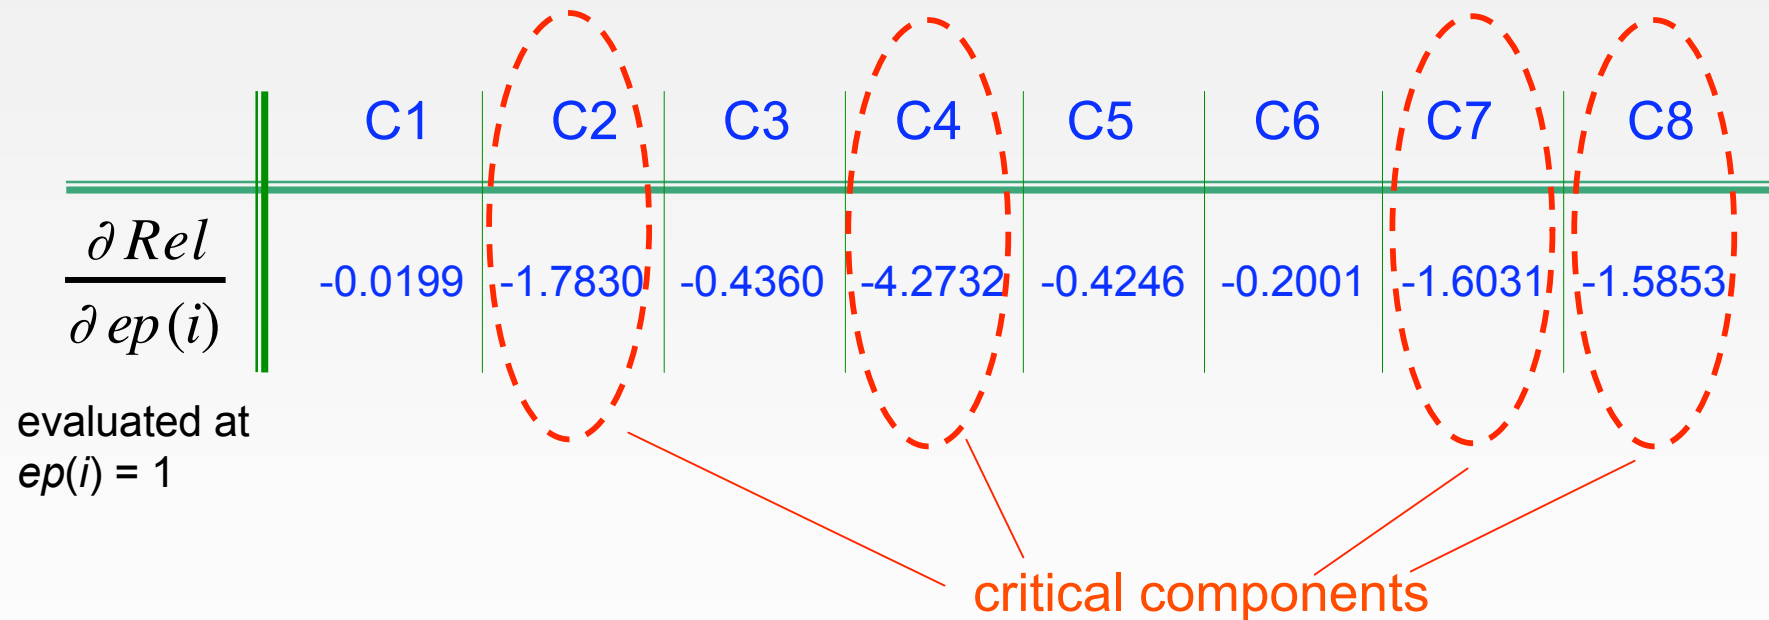 C1 C2 C3 C4 C5 C6 C7 C8
∂ Rel
∂ ep (i)
-0.0199 -1.7830 -0.4360 -4.2732 -0.4246 -0.2001 -1.6031 -1.5853
evaluated at
ep(i) = 1
critical components